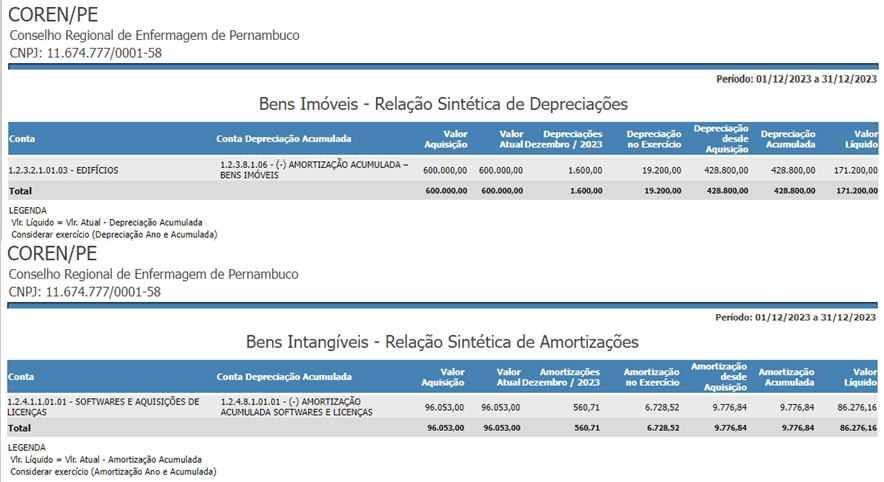 COREN/PE
Conselho Regional de Enfermagem de Pernambuco
CNPJ: 11.674.777/0001-58
Período: 01/12/2023 a 31/12/2023
Bens Imóveis - Relação Sintética de Depreciações
Conta Conta Depreciação Acumulada Valor Aquisição Valor Atual Depreciações Dezembro / 2023 Depreciação no Exercício Depreciação desde Aquisição Depreciação Acumulada Valor Líquido
1.2.3.2.1.01.03 - EDIFÍCIOS 1.2.3.8.1.06 - (-) AMORTIZAÇÃO ACUMULADA – BENS IMÓVEIS 600.000,00 600.000,00 1.600,00 19.200,00 428.800,00 428.800,00 171.200,00
Total 600.000,00 600.000,00 1.600,00 19.200,00 428.800,00 428.800,00 171.200,00
LEGENDA
Vlr. Líquido = Vlr. Atual - Depreciação Acumulada
Considerar exercício (Depreciação Ano e Acumulada)
COREN/PE
Conselho Regional de Enfermagem de Pernambuco
CNPJ: 11.674.777/0001-58
Período: 01/12/2023 a 31/12/2023
Bens Intangíveis - Relação Sintética de Amortizações
Conta Conta Depreciação Acumulada Valor Aquisição Valor Atual Amortizações Dezembro / 2023 Amortização no Exercício Amortização desde Aquisição Amortização Acumulada Valor Líquido
1.2.4.1.1.01.01 - SOFTWARES E AQUISIÇÕES DE LICENÇAS 1.2.4.8.1.01.01 - (-) AMORTIZAÇÃO ACUMULADA SOFTWARES E LICENÇAS 96.053,00 96.053,00 560,71 6.728,52 9.776,84 9.776,84 86.276,16
Total 96.053,00 96.053,00 560,71 6.728,52 9.776,84 9.776,84 86.276,16
LEGENDA
Vlr. Líquido = Vlr. Atual - Amortização Acumulada
Considerar exercício (Amortização Ano e Acumulada)